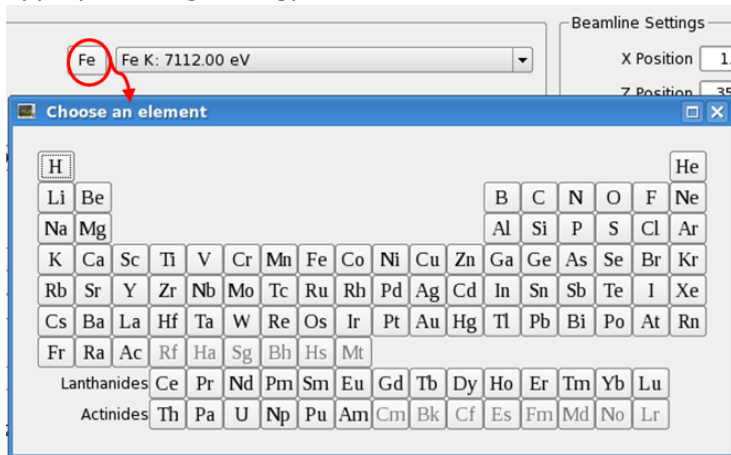 Beamline Settings
Fe Fe K: 7112.00 eV X Position 1.
Z Position 35
Choose an element
H He
Li Be B C N O F Ne
Na Mg Al Si P S Cl Ar
K Ca Sc Ti V Cr Mn Fe Co Ni Cu Zn Ga Ge As Se Br Kr
Rb Sr Y Zr Nb Mo Tc Ru Rh Pd Ag Cd In Sn Sb Te I Xe
Cs Ba La Hf Ta W Re Os Ir Pt Au Hg Tl Pb Bi Po At Rn
Fr Ra Ac Rf Ha Sg Bh Hs Mt
Lanthanides Ce Pr Nd Pm Sm Eu Gd Tb Dy Ho Er Tm Yb Lu
Actinides Th Pa U Np Pu Am Cm Bk Cf Es Fm Md No Lr